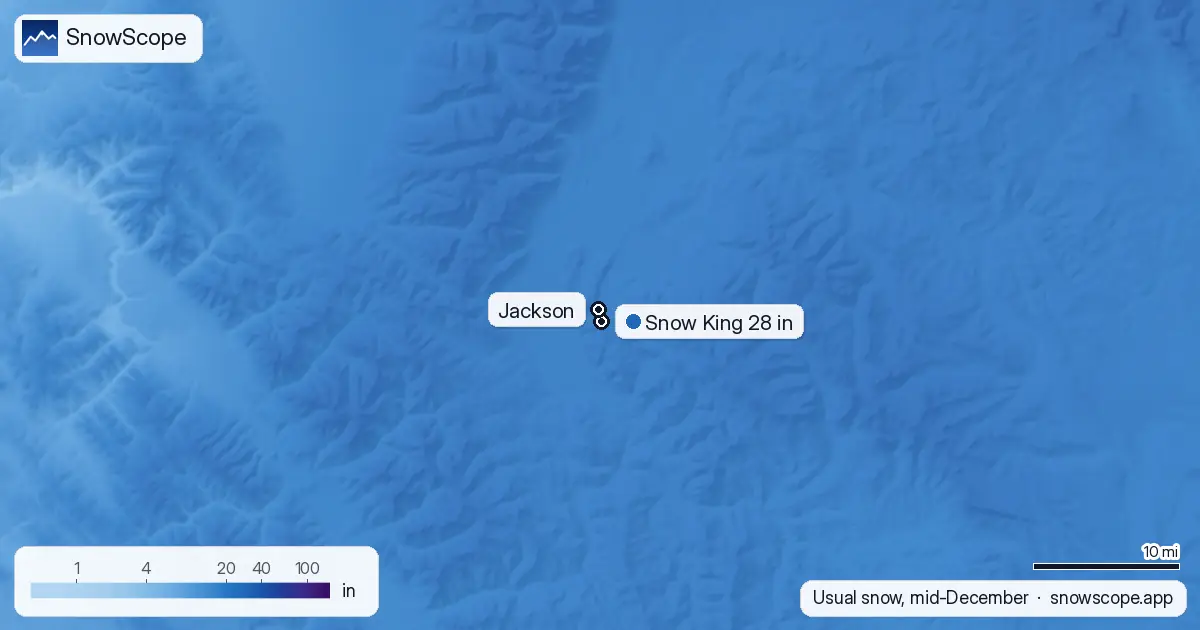 SnowScope
Jackson
Snow King 28 in
1 4 20 40 100
in
10 mi
Usual snow, mid-December · snowscope.app